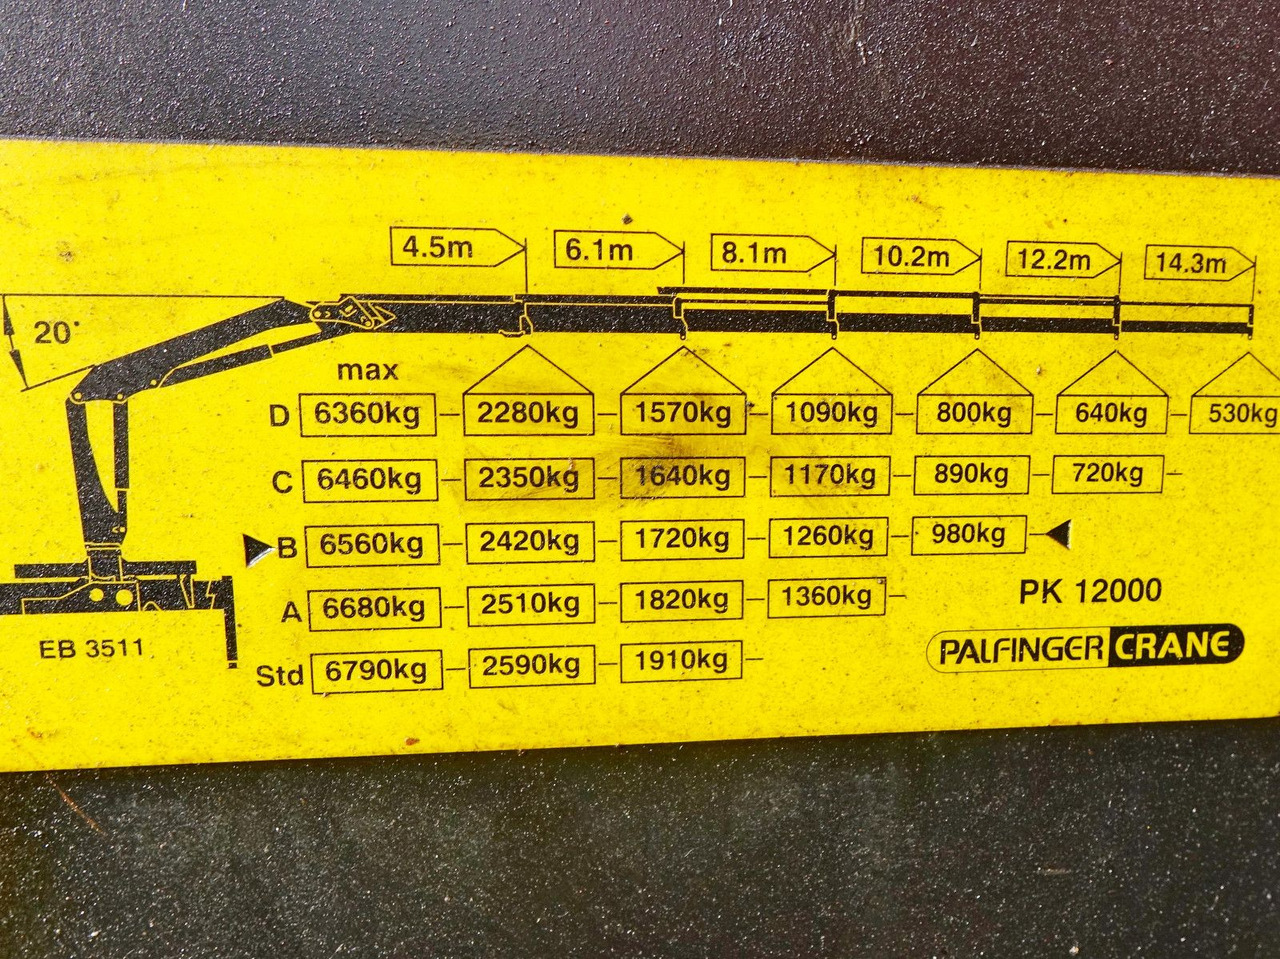 4.5m 6.1m 8.1m 10.2m 12.2m 14.3m
20°
max
D 6360kg 2280kg 1570kg 1090kg 800kg 640kg 530kg
C 6460kg 2350kg 1640kg 1170kg 890kg 720kg
B 6560kg 2420kg 1720kg 1260kg 980kg
A 6680kg 2510kg 1820kg 1360kg
PK 12000
EB 3511
PALFINGER CRANE
Std 6790kg 2590kg 1910kg